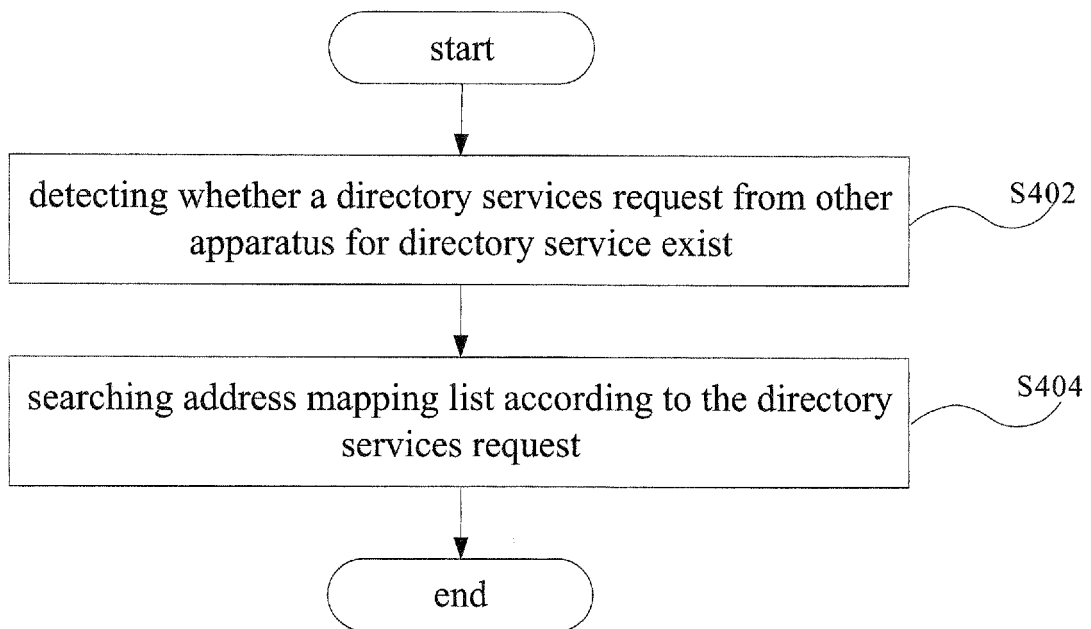 start
detecting whether a directory services request from other
apparatus for directory service exist
S402
searching address mapping list according to the directory
services request
S404
end